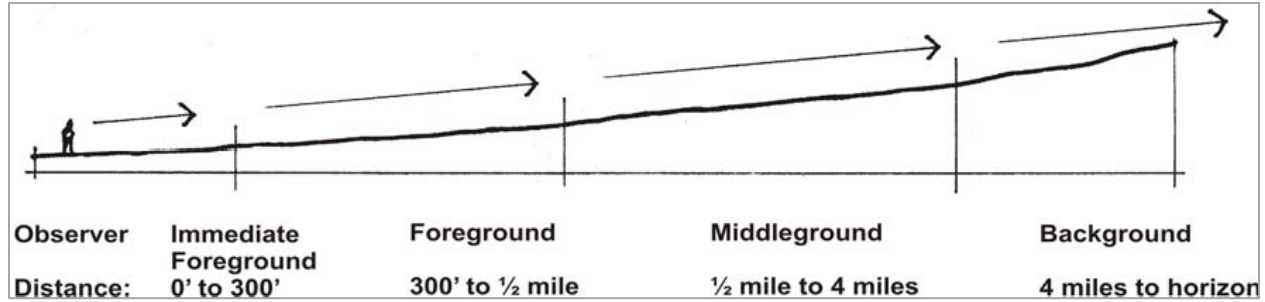 Observer Immediate Foreground Middleground Background
Foreground
Distance: 0’ to 300’ 300’ to ½ mile ½ mile to 4 miles 4 miles to horizon